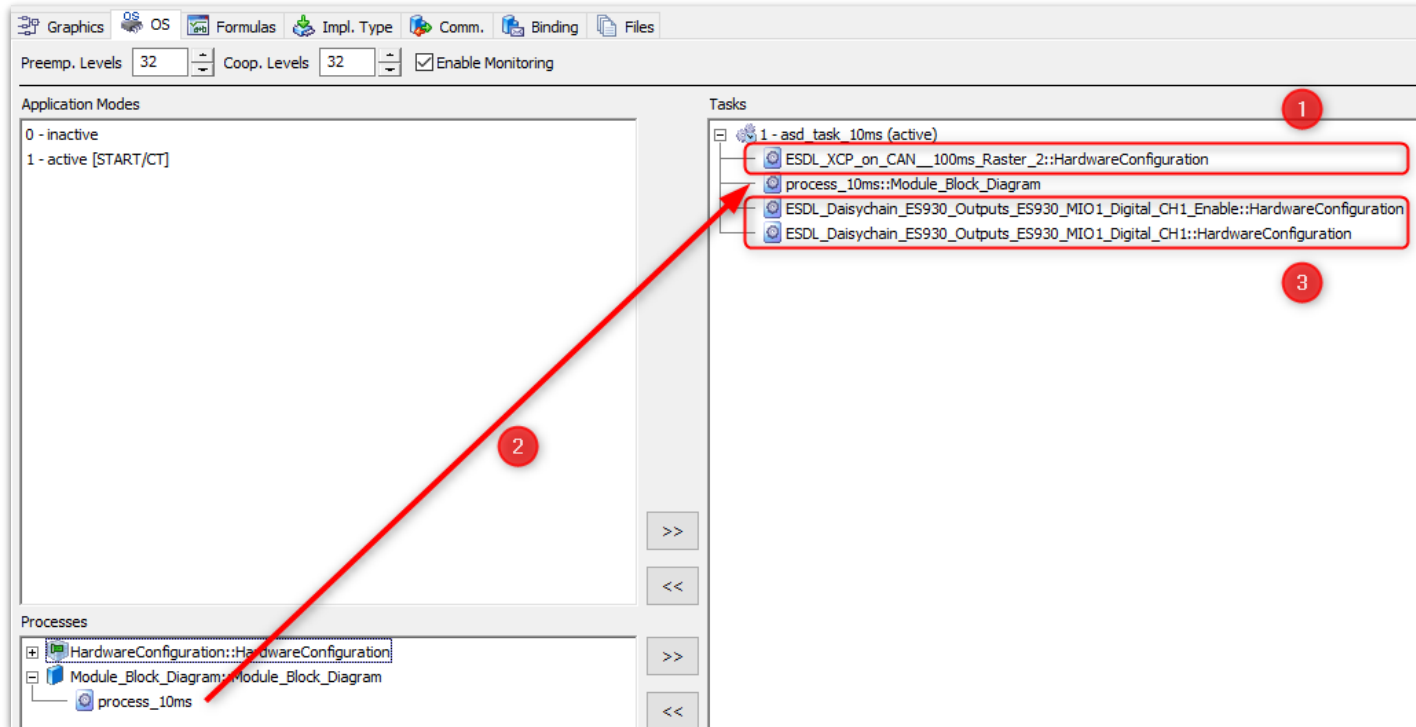 Graphics OS Formulas Impl. Type Comm. Binding Files
Preemp. Levels 32 Coop. Levels 32 Enable Monitoring
Application Modes
0 - inactive
1 - active [START/CT]
Tasks
1
1 - asd_task_10ms (active)
ESDL_XCP_on_CAN__100ms_Raster_2::HardwareConfiguration
process_10ms::Module_Block_Diagram
ESDL_Daisychain_ES930_Outputs_ES930_MIO1_Digital_CH1_Enable::HardwareConfiguration
ESDL_Daisychain_ES930_Outputs_ES930_MIO1_Digital_CH1::HardwareConfiguration
3
2
>>
<<
Processes
HardwareConfiguration::HardwareConfiguration
Module_Block_Diagram::Module_Block_Diagram
process_10ms
>>
<<